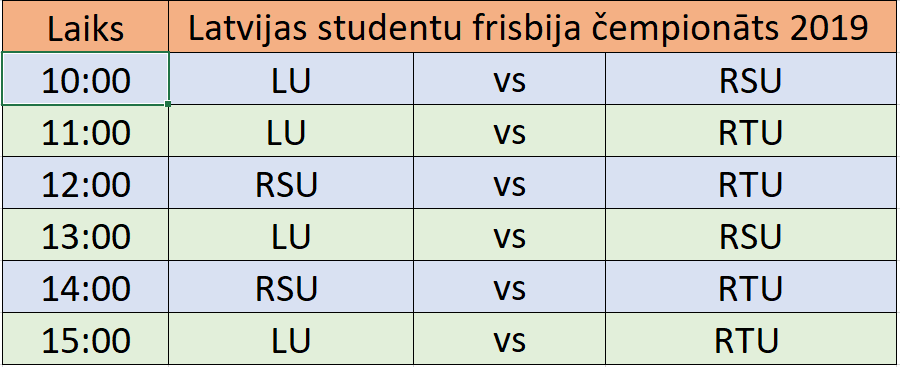 Laiks Latvijas studentu frisbija čempionāts 2019
10:00 LU vs RSU
11:00 LU vs RTU
12:00 RSU vs RTU
13:00 LU vs RSU
14:00 RSU vs RTU
15:00 LU vs RTU